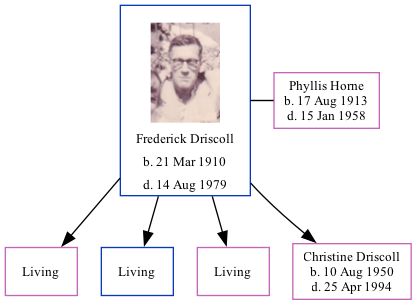 Phyllis Horne
b. 17 Aug 1913
d. 15 Jan 1958
Frederick Driscoll
b. 21 Mar 1910
d. 14 Aug 1979
Living
Living
Living
Christine Driscoll
b. 10 Aug 1950
d. 25 Apr 1994